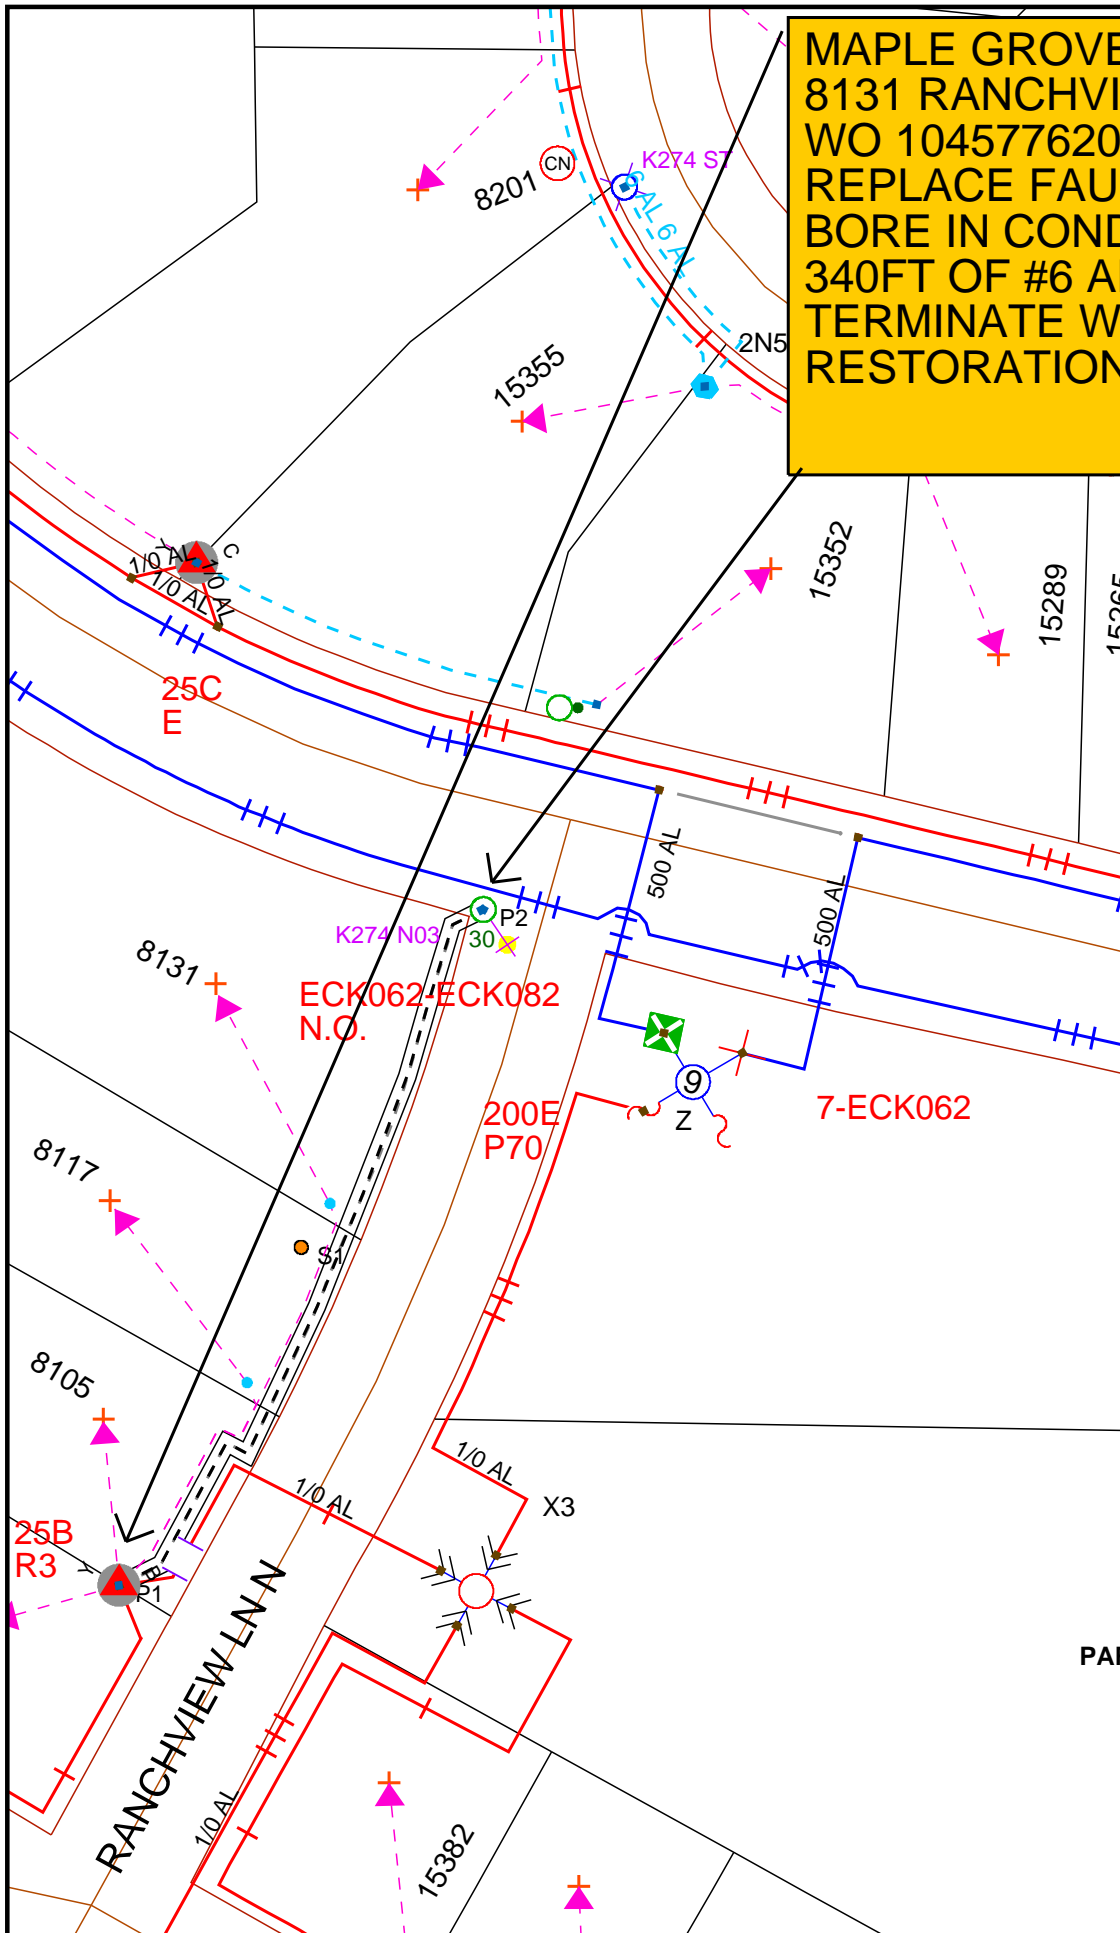 MAPLE GROVE
8131 RANCHVI
WO 104577620
REPLACE FAU
BORE IN COND
340FT OF #6 A
TERMINATE W
RESTORATION
K274 ST
CN
8201
6 AL 6 AL
2N5
15355
15352
15289
15265
Y
C
1/0 AL
1/0 AL
1/0 AL
25C
E
500 AL
500 AL
P2
K274 N03
30
8131
ECK062-ECK082
N.O.
9
Z
200E
P70
7-ECK062
8117
S1
8105
1/0 AL
1/0 AL
X3
25B
R3
Y
B
P1
RANCHVIEW LN N
1/0 AL
15382